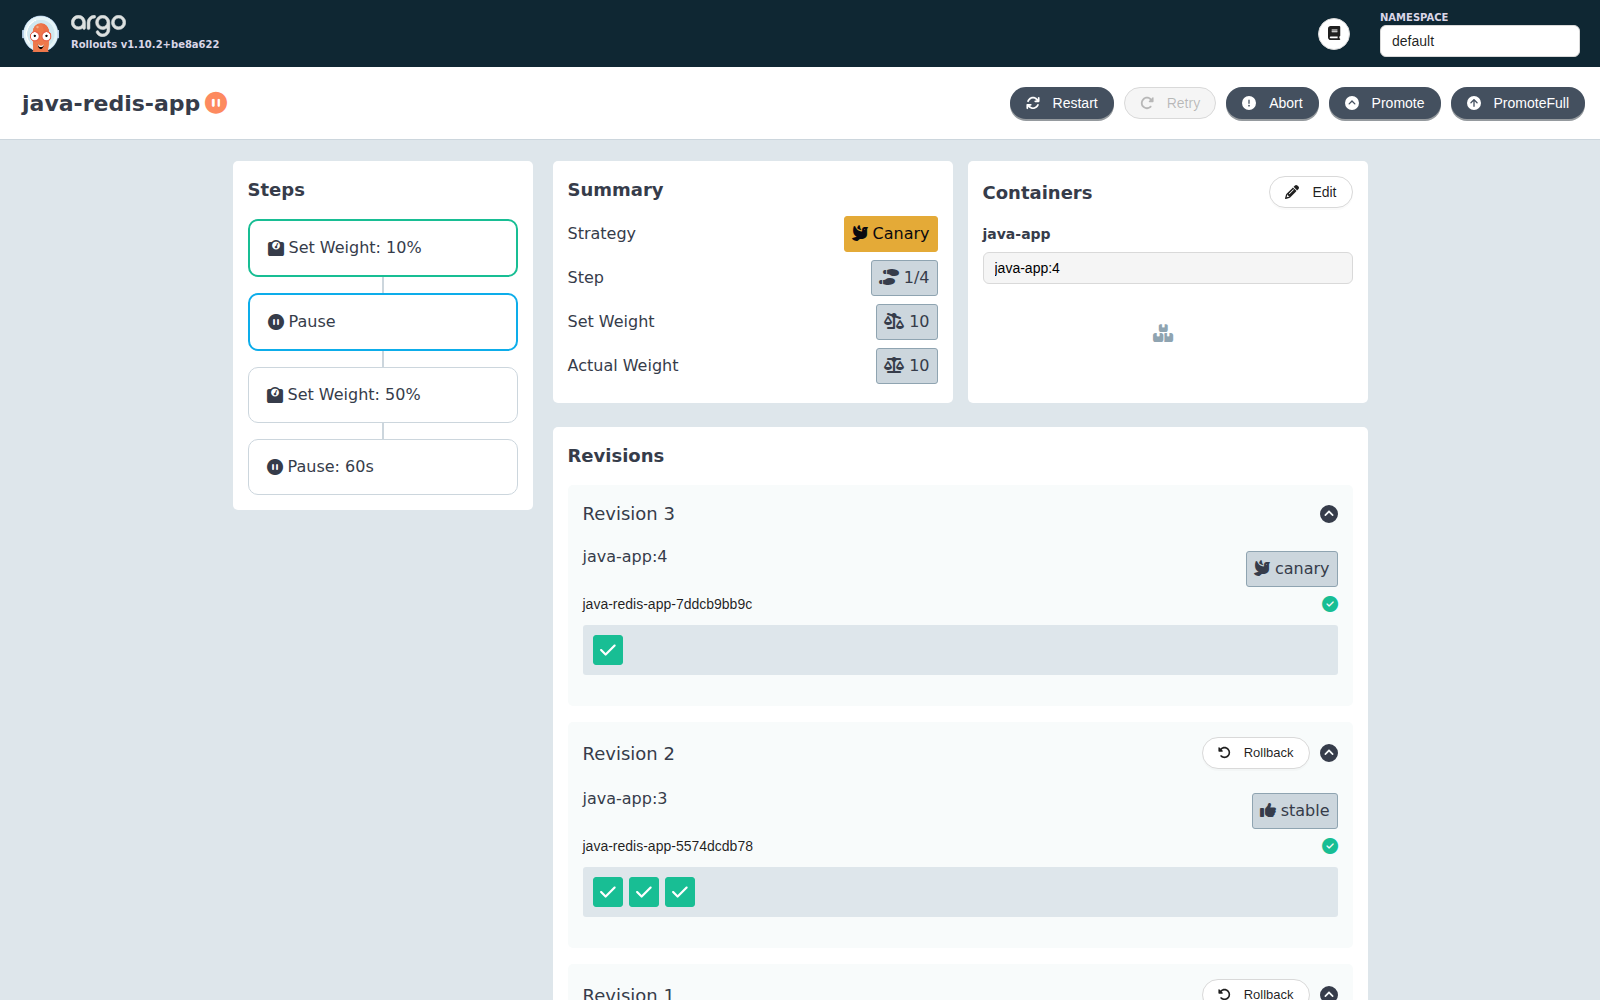 argo
Rollouts v1.10.2+be8a622
NAMESPACE
default
java-redis-app
Restart
Retry
Abort
Promote
PromoteFull
Steps
Set Weight: 10%
Pause
Set Weight: 50%
Pause: 60s
Summary
Strategy
Canary
Step
1/4
Set Weight
10
Actual Weight
10
Containers
Edit
java-app
java-app:4
Revisions
Revision 3
java-app:4
canary
java-redis-app-7ddcb9bb9c
Revision 2
Rollback
java-app:3
stable
java-redis-app-5574dcdb78
Revision 1
Rollback